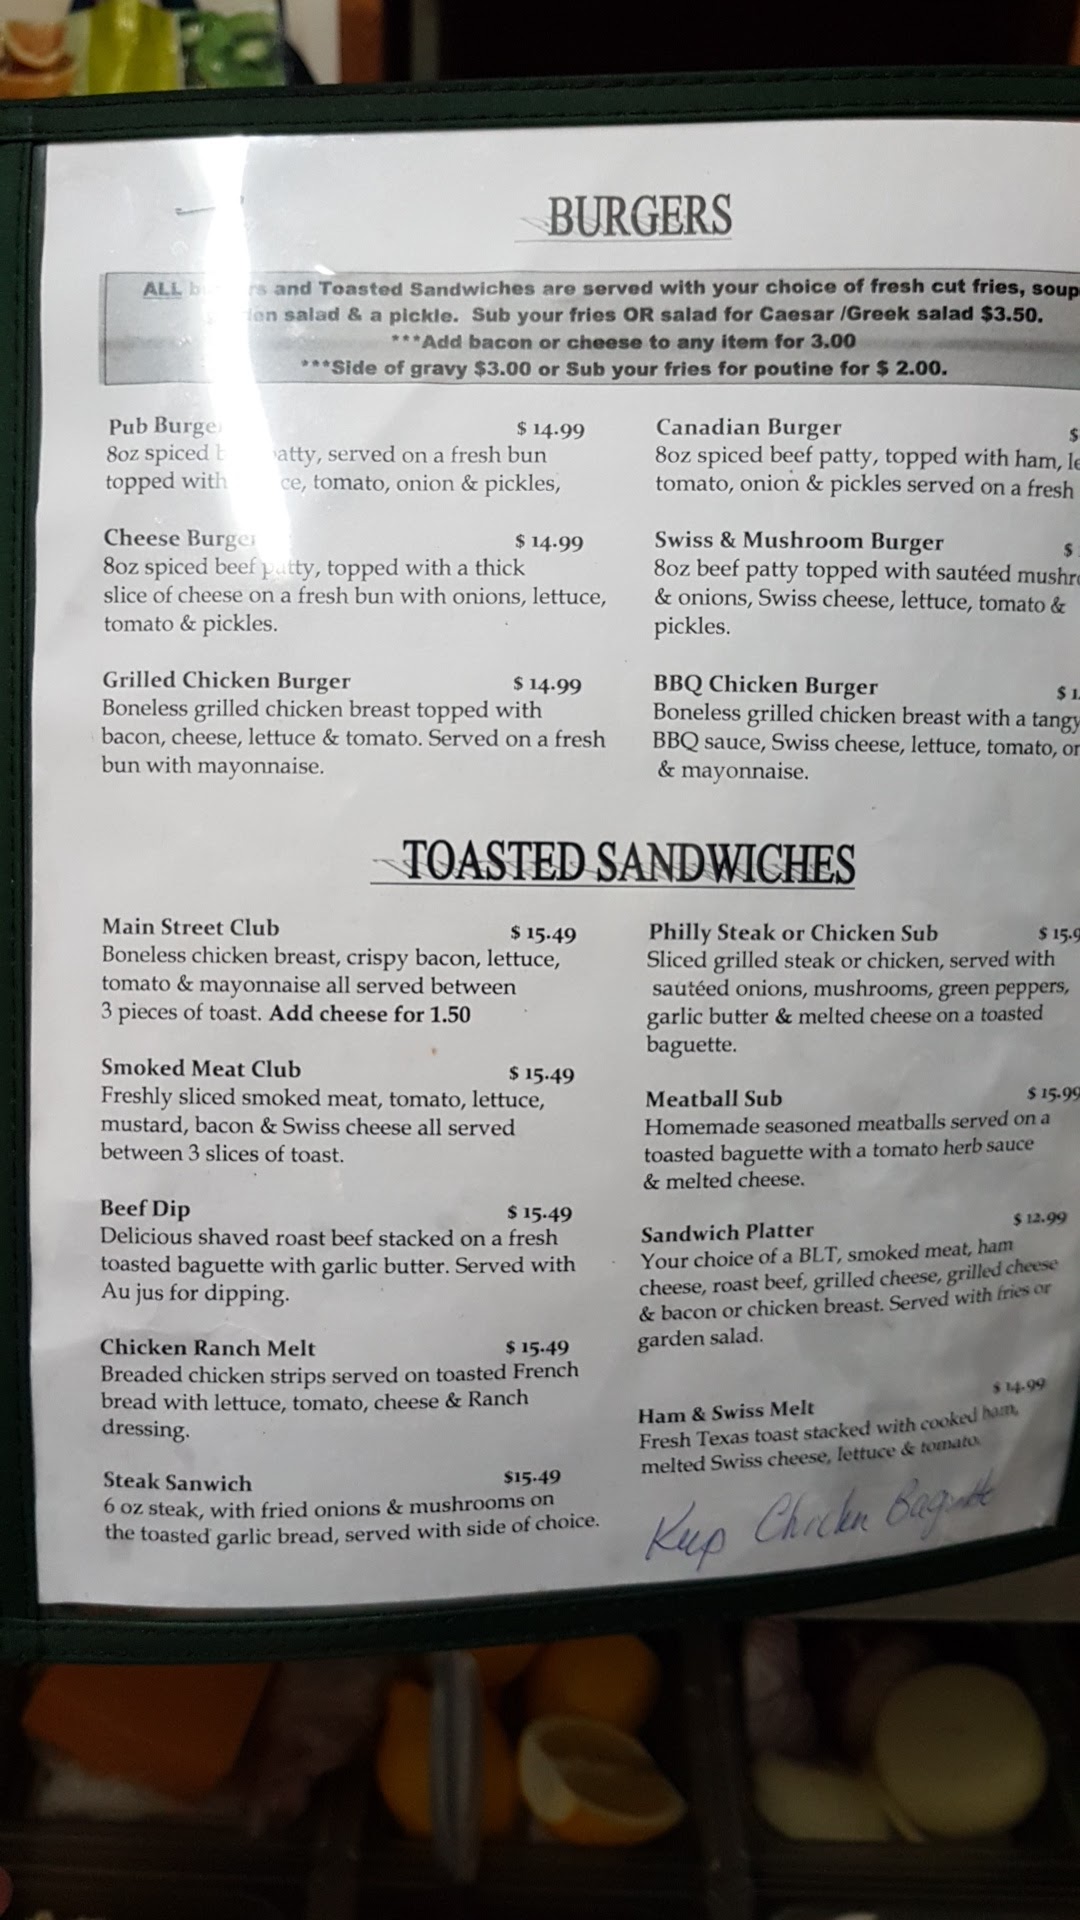 BURGERS
ALL and Toasted Sandwiches are served with your choice of fresh cut fries, soup
salad & a pickle. Sub your fries OR salad for Caesar /Greek salad $3.50.
***Add bacon or cheese to any item for 3.00
***Side of gravy $3.00 or Sub your fries for poutine for $ 2.00.
Pub Burge $ 14.99
8oz spiced atty, served on a fresh bun
topped with ce, tomato, onion & pickles,
Cheese Burge $ 14.99
8oz spiced beef patty, topped with a thick
slice of cheese on a fresh bun with onions, lettuce,
tomato & pickles.
Grilled Chicken Burger $ 14.99
Boneless grilled chicken breast topped with
bacon, cheese, lettuce & tomato. Served on a fresh
bun with mayonnaise.
Canadian Burger $
8oz spiced beef patty, topped with ham, le
tomato, onion & pickles served on a fresh
Swiss & Mushroom Burger $
8oz beef patty topped with sautéed mushro
& onions, Swiss cheese, lettuce, tomato &
pickles.
BBQ Chicken Burger $ 1
Boneless grilled chicken breast with a tangy
BBQ sauce, Swiss cheese, lettuce, tomato, on
& mayonnaise.
TOASTED SANDWICHES
Main Street Club $ 15.49
Boneless chicken breast, crispy bacon, lettuce,
tomato & mayonnaise all served between
3 pieces of toast. Add cheese for 1.50
Smoked Meat Club $ 15.49
Freshly sliced smoked meat, tomato, lettuce,
mustard, bacon & Swiss cheese all served
between 3 slices of toast.
Beef Dip $ 15.49
Delicious shaved roast beef stacked on a fresh
toasted baguette with garlic butter. Served with
Au jus for dipping.
Chicken Ranch Melt $ 15.49
Breaded chicken strips served on toasted French
bread with lettuce, tomato, cheese & Ranch
dressing.
Steak Sanwich $15.49
6 oz steak, with fried onions & mushrooms on
the toasted garlic bread, served with side of choice.
Philly Steak or Chicken Sub $ 15.9
Sliced grilled steak or chicken, served with
sautéed onions, mushrooms, green peppers,
garlic butter & melted cheese on a toasted
baguette.
Meatball Sub $ 15.99
Homemade seasoned meatballs served on a
toasted baguette with a tomato herb sauce
& melted cheese.
Sandwich Platter $ 12.99
Your choice of a BLT, smoked meat, ham
cheese, roast beef, grilled cheese, grilled cheese
& bacon or chicken breast. Served with fries or
garden salad.
Ham & Swiss Melt $ 14.99
Fresh Texas toast stacked with cooked ham,
melted Swiss cheese, lettuce & tomato.
Keep Chicken Baguette